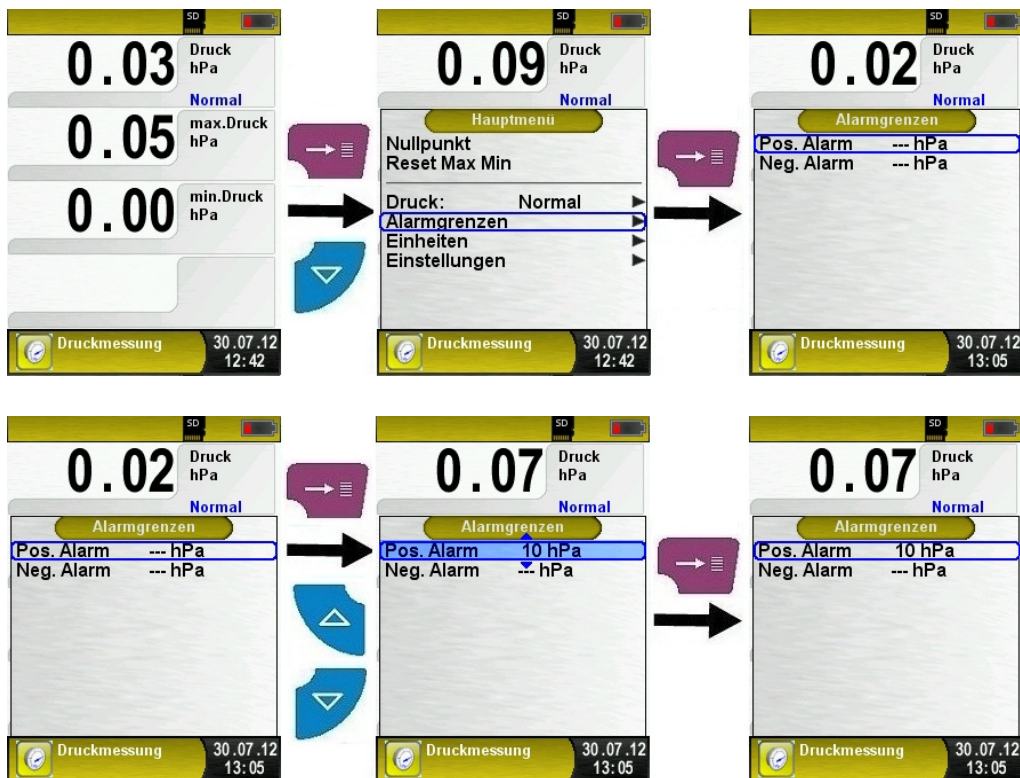 SD
0.03 Druck
hPa
Normal
0.05 max.Druck
hPa
0.00 min.Druck
hPa
Druckmessung 30.07.12
12:42
SD
0.09 Druck
hPa
Normal
Hauptmenü
Nullpunkt
Reset Max Min
Druck: Normal
Alarmgrenzen
Einheiten
Einstellungen
Druckmessung 30.07.12
12:42
SD
0.02 Druck
hPa
Normal
Alarmgrenzen
Pos. Alarm --- hPa
Neg. Alarm --- hPa
Druckmessung 30.07.12
13:05
SD
0.02 Druck
hPa
Normal
Alarmgrenzen
Pos. Alarm --- hPa
Neg. Alarm --- hPa
Druckmessung 30.07.12
13:05
SD
0.07 Druck
hPa
Normal
Alarmgrenzen
Pos. Alarm 10 hPa
Neg. Alarm --- hPa
Druckmessung 30.07.12
13:05
SD
0.07 Druck
hPa
Normal
Alarmgrenzen
Pos. Alarm 10 hPa
Neg. Alarm --- hPa
Druckmessung 30.07.12
13:05